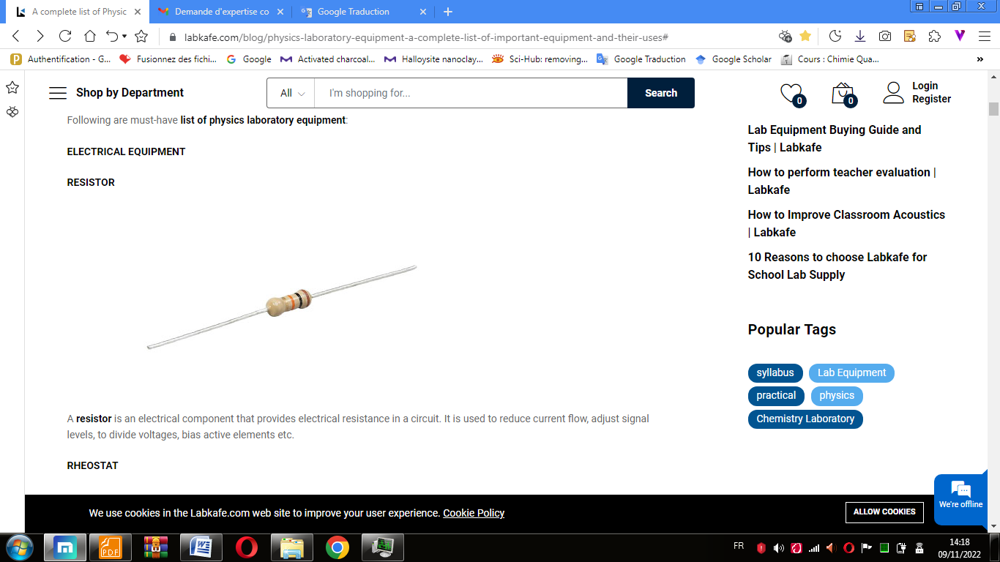 A complete list of Physic
Demande d'expertise co
Google Traduction
labkafe.com/blog/physics-laboratory-equipment-a-complete-list-of-important-equipment-and-their-uses#
Authentification - G...
Fusionnez des fichi...
Google
Activated charcoal...
Halloysite nanoclay...
Sci-Hub: removing...
Google Traduction
Google Scholar
Cours : Chimie Qua...
»
Shop by Department
All
I'm shopping for...
Search
0
0
Login
Register
Following are must-have list of physics laboratory equipment:
ELECTRICAL EQUIPMENT
RESISTOR
A resistor is an electrical component that provides electrical resistance in a circuit. It is used to reduce current flow, adjust signal
levels, to divide voltages, bias active elements etc.
RHEOSTAT
Lab Equipment Buying Guide and
Tips | Labkafe
How to perform teacher evaluation |
Labkafe
How to Improve Classroom Acoustics
| Labkafe
10 Reasons to choose Labkafe for
School Lab Supply
Popular Tags
syllabus
Lab Equipment
practical
physics
Chemistry Laboratory
We're offline
We use cookies in the Labkafe.com web site to improve your user experience. Cookie Policy
ALLOW COOKIES
PDF
FR
14:18
09/11/2022